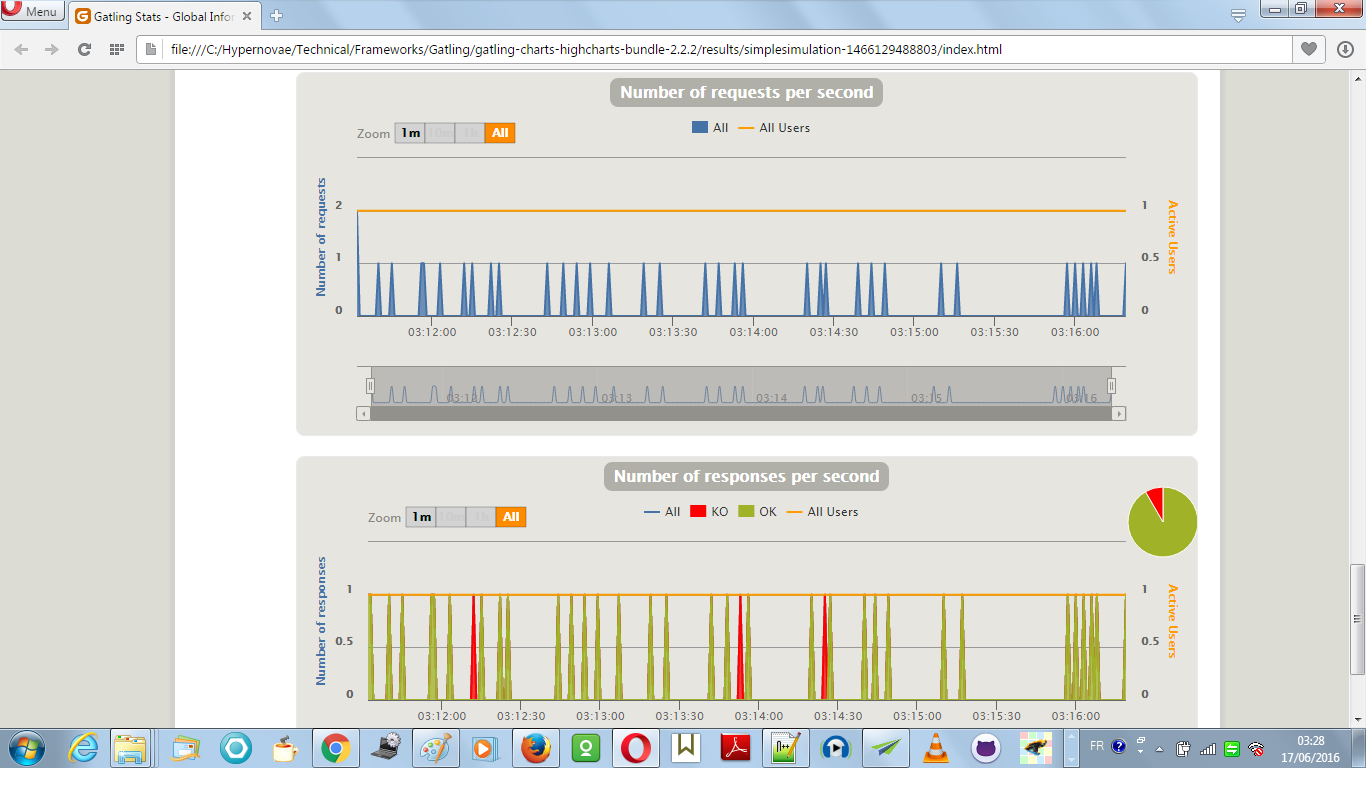 Menu
Gatling Stats - Global Infor
file:///C:/Hypernovae/Technical/Frameworks/Gatling/gatling-charts-highcharts-bundle-2.2.2/results/simplesimulation-1466129488803/index.html
Number of requests per second
Zoom 1m 10m 1h All
All All Users
Number of requests
2
1
0
1
0.5
0
Active Users
03:12:00 03:12:30 03:13:00 03:13:30 03:14:00 03:14:30 03:15:00 03:15:30 03:16:00
03:12 03:13 03:14 03:15 03:16
Number of responses per second
Zoom 1m 10m 1h All
All KO OK All Users
Number of responses
1
0.5
0
1
0.5
0
Active Users
03:12:00 03:12:30 03:13:00 03:13:30 03:14:00 03:14:30 03:15:00 03:15:30 03:16:00
FR
03:28
17/06/2016